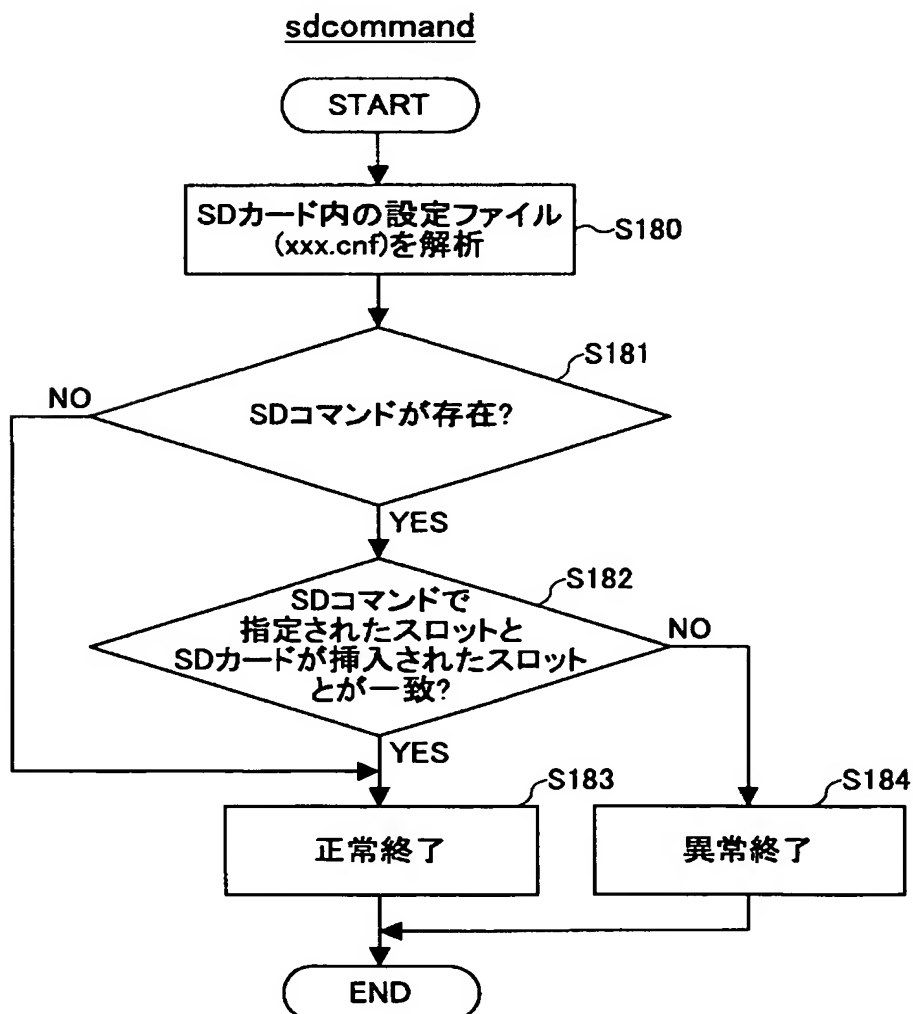 sdcommand
START
SDカード内の設定ファイル
(xxx.cnf)を解析
S180
S181
NO
SDコマンドが存在?
YES
S182
SDコマンドで
指定されたスロットと
SDカードが挿入されたスロット
とが一致?
NO
YES
S183
正常終了
S184
異常終了
END